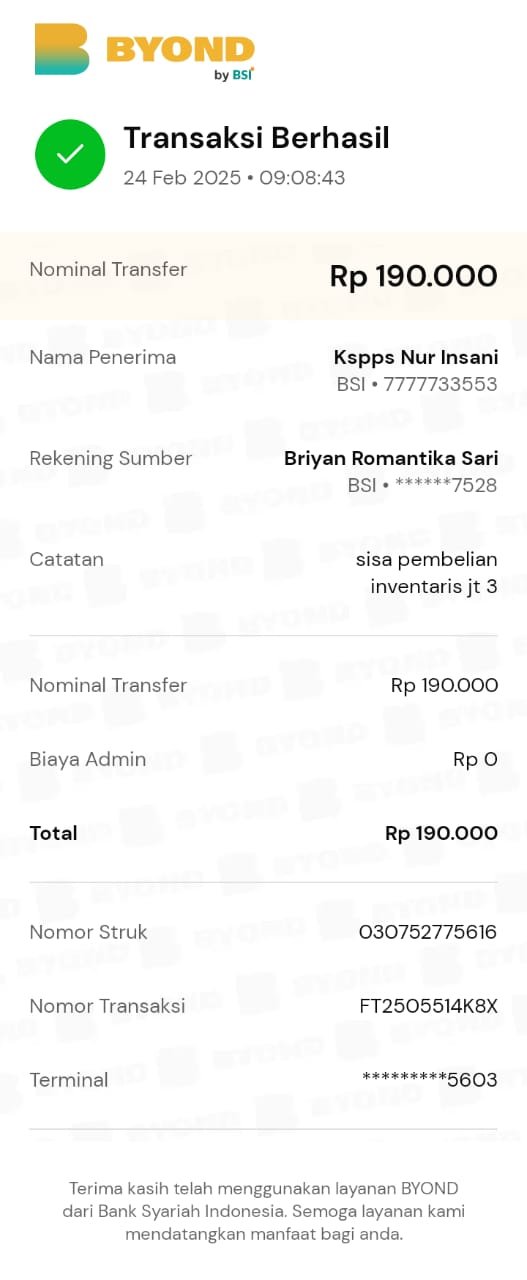 BYOND
by BSI
Transaksi Berhasil
24 Feb 2025 • 09:08:43
Nominal Transfer Rp 190.000
Nama Penerima Kspps Nur Insani
BSI • 7777733553
Rekening Sumber Briyan Romantika Sari
BSI • ******7528
Catatan sisa pembelian
inventaris jt 3
Nominal Transfer Rp 190.000
Biaya Admin Rp 0
Total Rp 190.000
Nomor Struk 030752775616
Nomor Transaksi FT2505514K8X
Terminal *********5603
Terima kasih telah menggunakan layanan BYOND
dari Bank Syariah Indonesia. Semoga layanan kami
mendatangkan manfaat bagi anda.